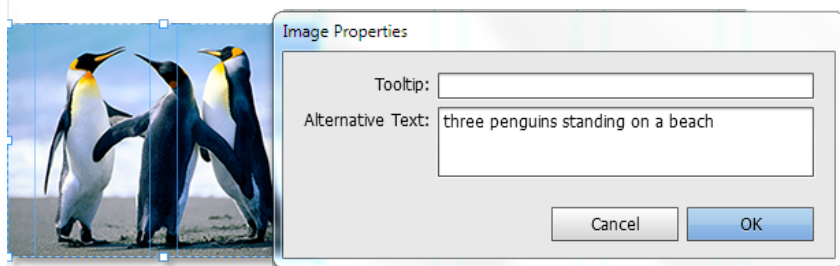 Image Properties
Tooltip:
Alternative Text: three penguins standing on a beach
Cancel OK